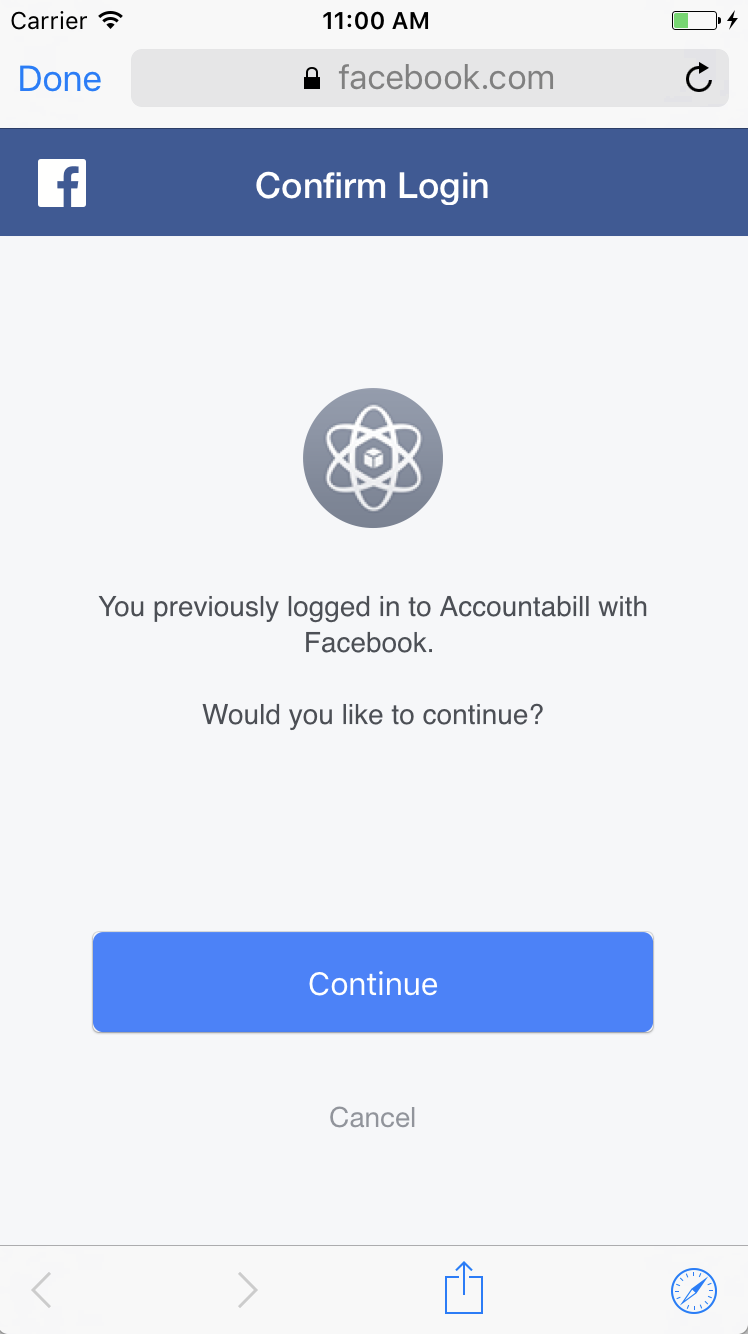 Carrier 11:00 AM
Done facebook.com
Confirm Login
You previously logged in to Accountabill with
Facebook.
Would you like to continue?
Continue
Cancel